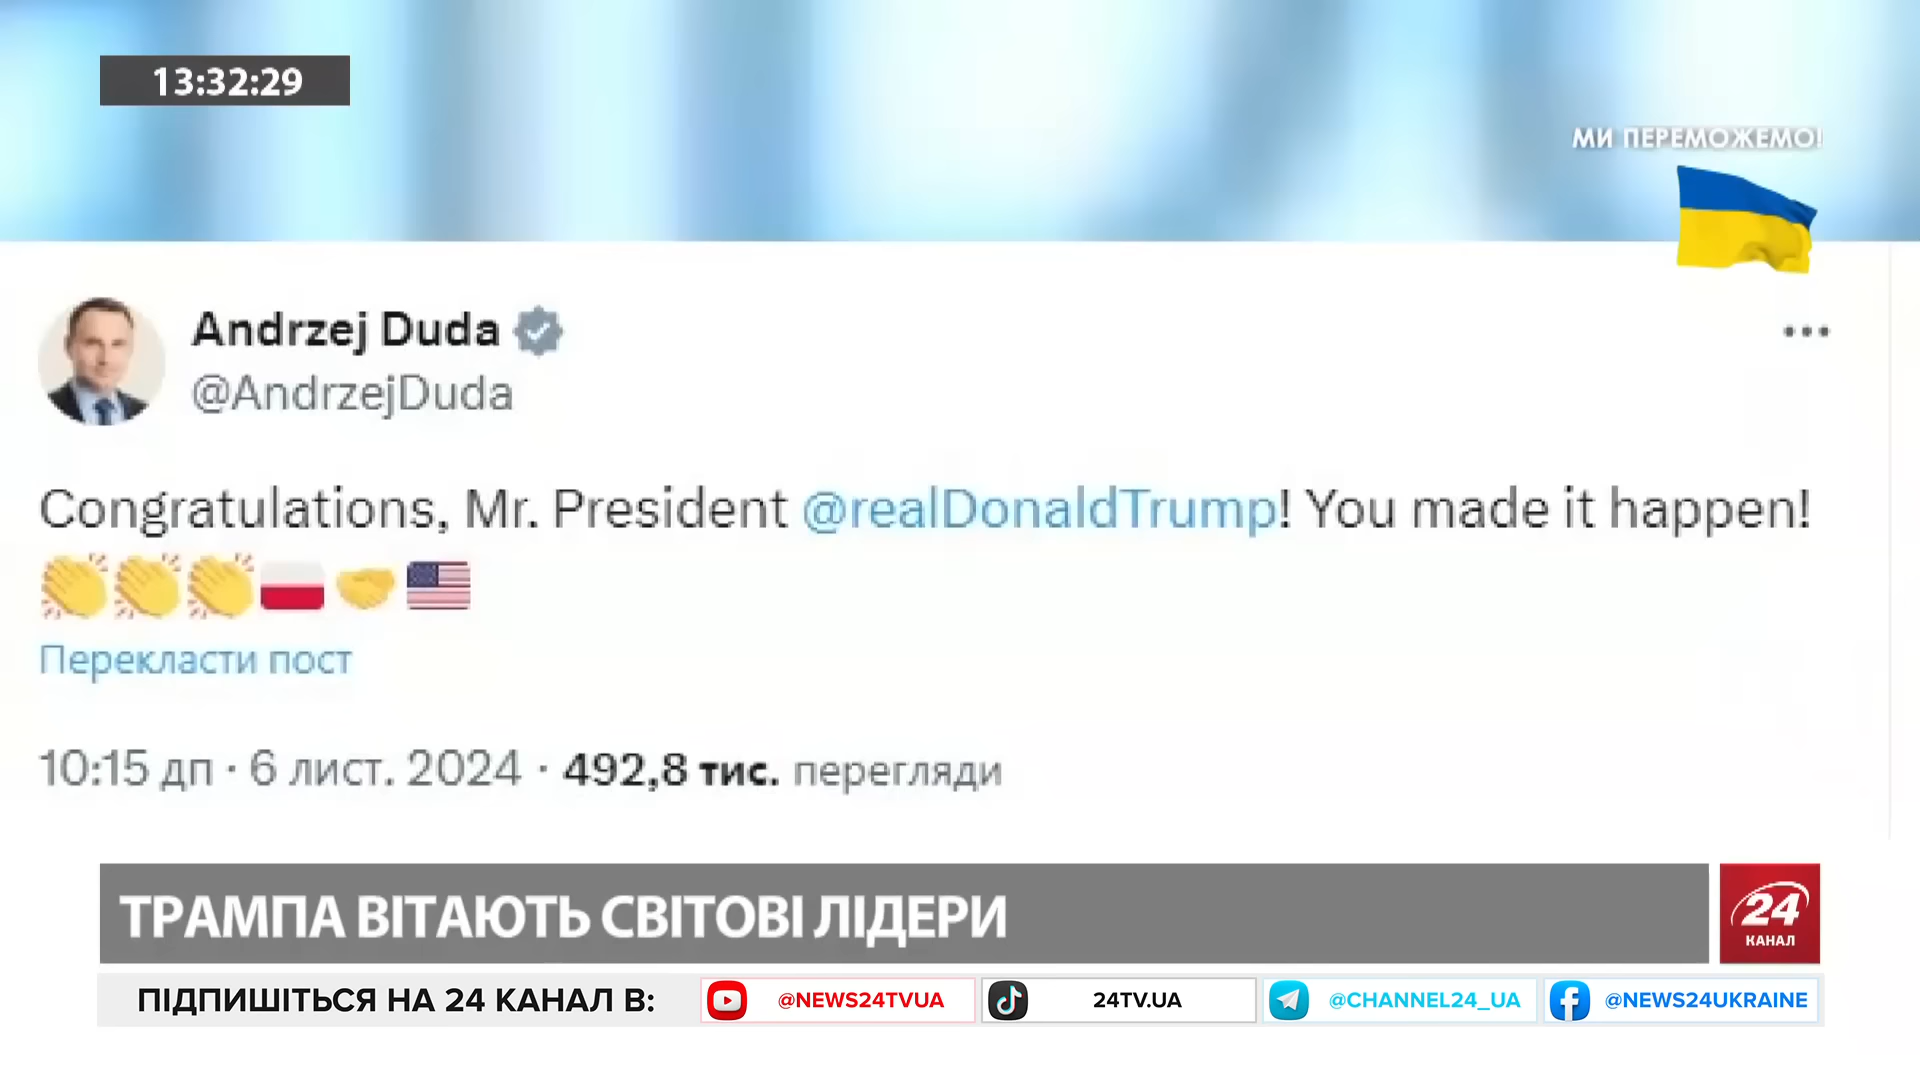 13:32:29
МИ ПЕРЕМОЖЕМО!
Andrzej Duda
@AndrzejDuda
Congratulations, Mr. President @realDonaldTrump! You made it happen!
👏👏👏🇵🇱🤝🇺🇸
Перекласти пост
10:15 дп · 6 лист. 2024 · 492,8 тис. перегляди
ТРАМПА ВІТАЮТЬ СВІТОВІ ЛІДЕРИ
24
КАНАЛ
ПІДПИШІТЬСЯ НА 24 КАНАЛ В: @NEWS24TVUA 24TV.UA @CHANNEL24_UA @NEWS24UKRAINE